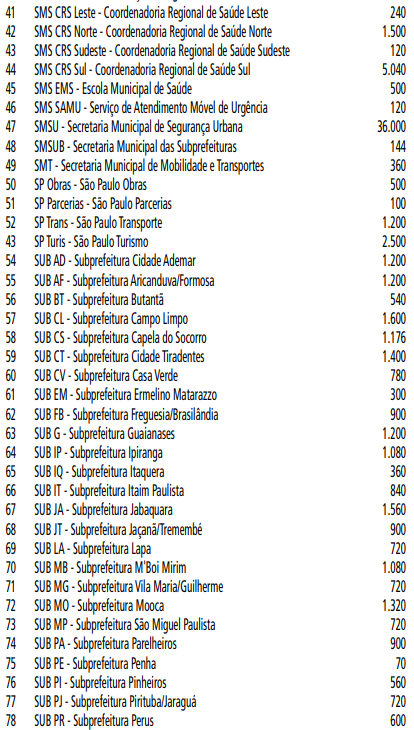 41 SMS CRS Leste - Coordenadoria Regional de Saúde Leste 240
42 SMS CRS Norte - Coordenadoria Regional de Saúde Norte 1.500
43 SMS CRS Sudeste - Coordenadoria Regional de Saúde Sudeste 120
44 SMS CRS Sul - Coordenadoria Regional de Saúde Sul 5.040
45 SMS EMS - Escola Municipal de Saúde 500
46 SMS SAMU - Serviço de Atendimento Móvel de Urgência 120
47 SMSU - Secretaria Municipal de Segurança Urbana 36.000
48 SMSUB - Secretaria Municipal das Subprefeituras 144
49 SMT - Secretaria Municipal de Mobilidade e Transportes 360
50 SP Obras - São Paulo Obras 500
51 SP Parcerias - São Paulo Parcerias 100
52 SP Trans - São Paulo Transporte 1.200
43 SP Turis - São Paulo Turismo 2.500
54 SUB AD - Subprefeitura Cidade Ademar 1.200
55 SUB AF - Subprefeitura Aricanduva/Formosa 1.200
56 SUB BT - Subprefeitura Butantã 540
57 SUB CL - Subprefeitura Campo Limpo 1.600
58 SUB CS - Subprefeitura Capela do Socorro 1.176
59 SUB CT - Subprefeitura Cidade Tiradentes 1.400
60 SUB CV - Subprefeitura Casa Verde 780
61 SUB EM - Subprefeitura Ermelino Matarazzo 300
62 SUB FB - Subprefeitura Freguesia/Brasilândia 900
63 SUB G - Subprefeitura Guaianases 1.200
64 SUB IP - Subprefeitura Ipiranga 1.080
65 SUB IQ - Subprefeitura Itaquera 360
66 SUB IT - Subprefeitura Itaim Paulista 840
67 SUB JA - Subprefeitura Jabaquara 1.560
68 SUB JT - Subprefeitura Jaçanã/Tremembé 900
69 SUB LA - Subprefeitura Lapa 720
70 SUB MB - Subprefeitura M'Boi Mirim 1.080
71 SUB MG - Subprefeitura Vila Maria/Guilherme 720
72 SUB MO - Subprefeitura Mooca 1.320
73 SUB MP - Subprefeitura São Miguel Paulista 720
74 SUB PA - Subprefeitura Parelheiros 900
75 SUB PE - Subprefeitura Penha 70
76 SUB PI - Subprefeitura Pinheiros 560
77 SUB PJ - Subprefeitura Pirituba/Jaraguá 720
78 SUB PR - Subprefeitura Perus 600